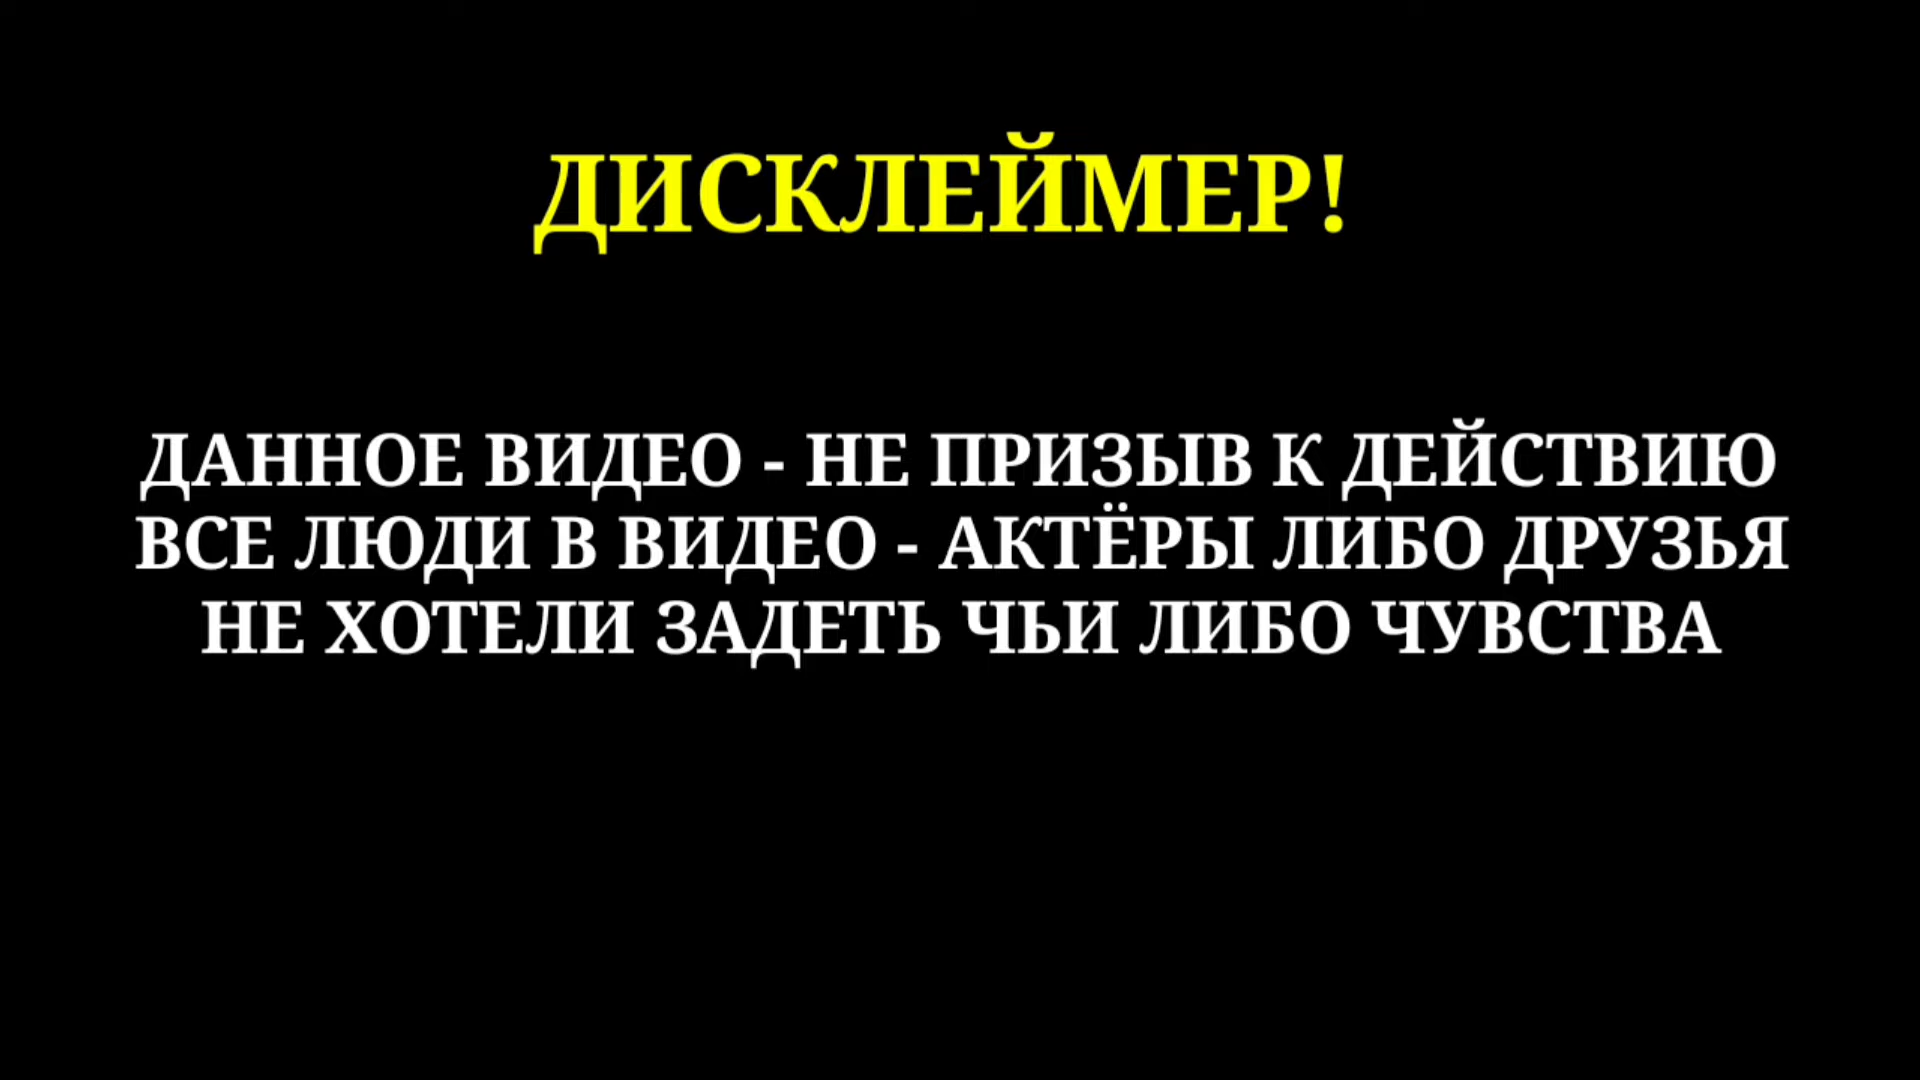 ДИСКЛЕЙМЕР!
ДАННОЕ ВИДЕО - НЕ ПРИЗЫВ К ДЕЙСТВИЮ
ВСЕ ЛЮДИ В ВИДЕО - АКТЁРЫ ЛИБО ДРУЗЬЯ
НЕ ХОТЕЛИ ЗАДЕТЬ ЧЬИ ЛИБО ЧУВСТВА